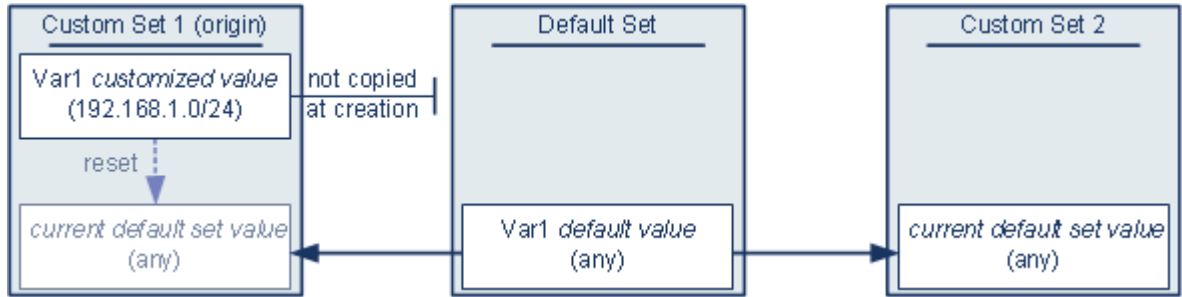 Custom Set 1 (origin)
Var1 customized value
(192.168.1.0/24)
not copied
at creation
reset
current default set value
(any)
Default Set
Var1 default value
(any)
Custom Set 2
current default set value
(any)